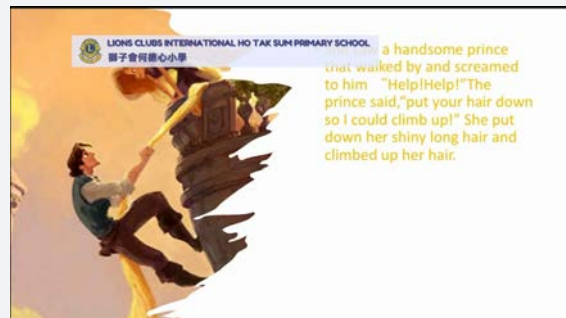 LIONS CLUBS INTERNATIONAL HO TAK SUM PRIMARY SCHOOL
獅子會何德心小學
a handsome prince
that walked by and screamed
to him “Help!Help!”The
prince said,“put your hair down
so I could climb up!” She put
down her shiny long hair and
climbed up her hair.